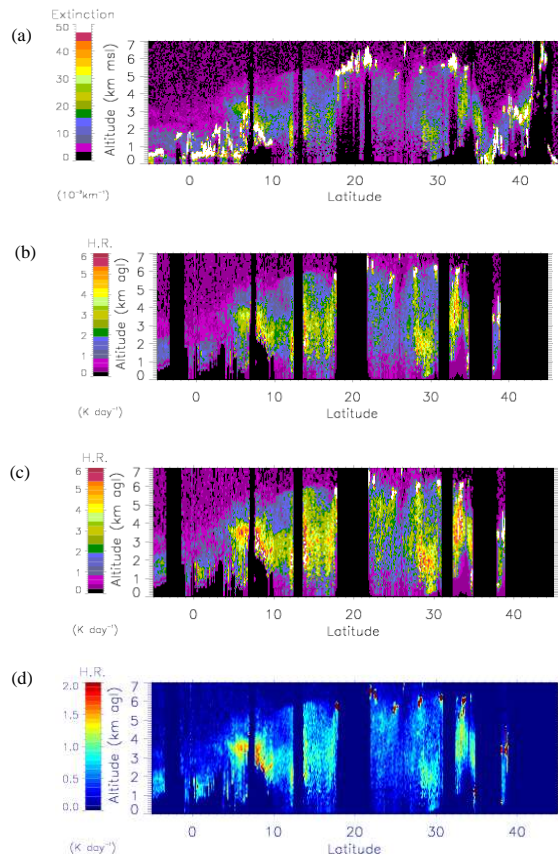 (a)
Extinction
50
40
30
20
10
0
(10⁻³km⁻¹)
Altitude (km msl)
7
6
5
4
3
2
1
0
0 10 20 30 40
Latitude
(b)
H.R.
6
5
4
3
2
1
0
(K day⁻¹)
Altitude (km agl)
7
6
5
4
3
2
1
0
0 10 20 30 40
Latitude
(c)
H.R.
6
5
4
3
2
1
0
(K day⁻¹)
Altitude (km agl)
7
6
5
4
3
2
1
0
0 10 20 30 40
Latitude
(d)
H.R.
2.0
1.5
1.0
0.5
0.0
(K day⁻¹)
Altitude (km agl)
7
6
5
4
3
2
1
0
0 10 20 30 40
Latitude